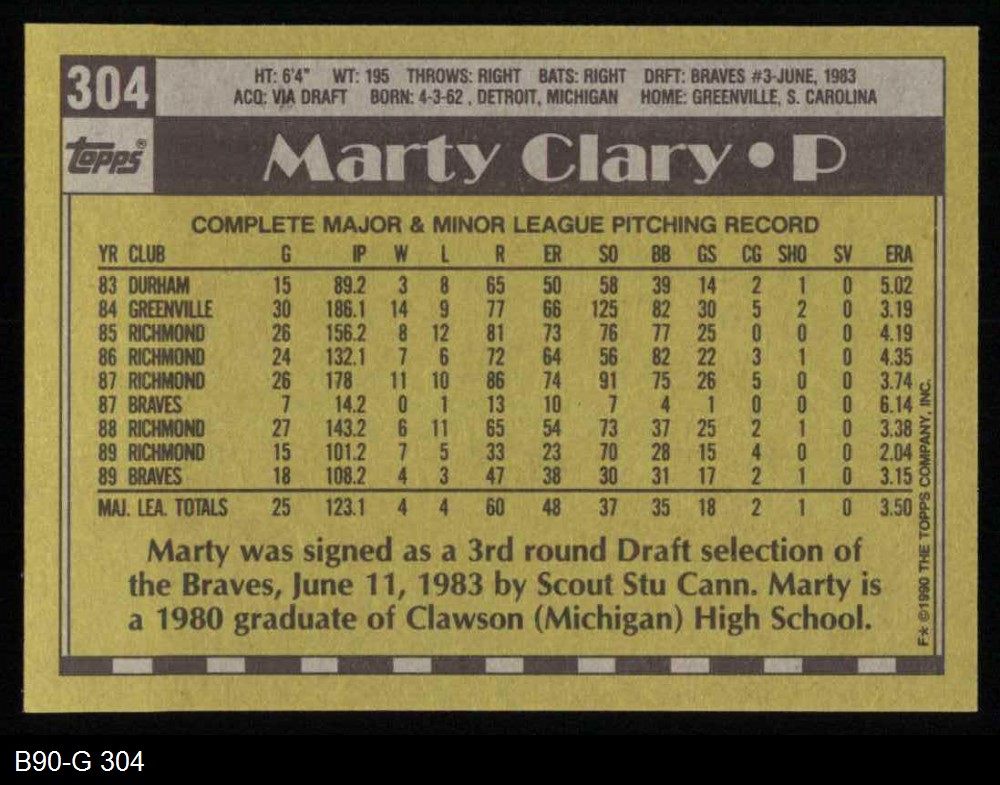 304
HT: 6'4" WT: 195 THROWS: RIGHT BATS: RIGHT DRFT: BRAVES #3-JUNE, 1983
ACQ: VIA DRAFT BORN: 4-3-62 , DETROIT, MICHIGAN HOME: GREENVILLE, S. CAROLINA
topps®
Marty Clary • P
COMPLETE MAJOR & MINOR LEAGUE PITCHING RECORD
YR CLUB G IP W L R ER SO BB GS CG SHO SV ERA
83 DURHAM 15 89.2 3 8 65 50 58 39 14 2 1 0 5.02
84 GREENVILLE 30 186.1 14 9 77 66 125 82 30 5 2 0 3.19
85 RICHMOND 26 156.2 8 12 81 73 76 77 25 0 0 0 4.19
86 RICHMOND 24 132.1 7 6 72 64 56 82 22 3 1 0 4.35
87 RICHMOND 26 178 11 10 86 74 91 75 26 5 0 0 3.74
87 BRAVES 7 14.2 0 1 13 10 7 4 1 0 0 0 6.14
88 RICHMOND 27 143.2 6 11 65 54 73 37 25 2 1 0 3.38
89 RICHMOND 15 101.2 7 5 33 23 70 28 15 4 0 0 2.04
89 BRAVES 18 108.2 4 3 47 38 30 31 17 2 1 0 3.15
MAJ. LEA. TOTALS 25 123.1 4 4 60 48 37 35 18 2 1 0 3.50
Marty was signed as a 3rd round Draft selection of
the Braves, June 11, 1983 by Scout Stu Cann. Marty is
a 1980 graduate of Clawson (Michigan) High School.
F* ©1990 THE TOPPS COMPANY, INC.
B90-G 304